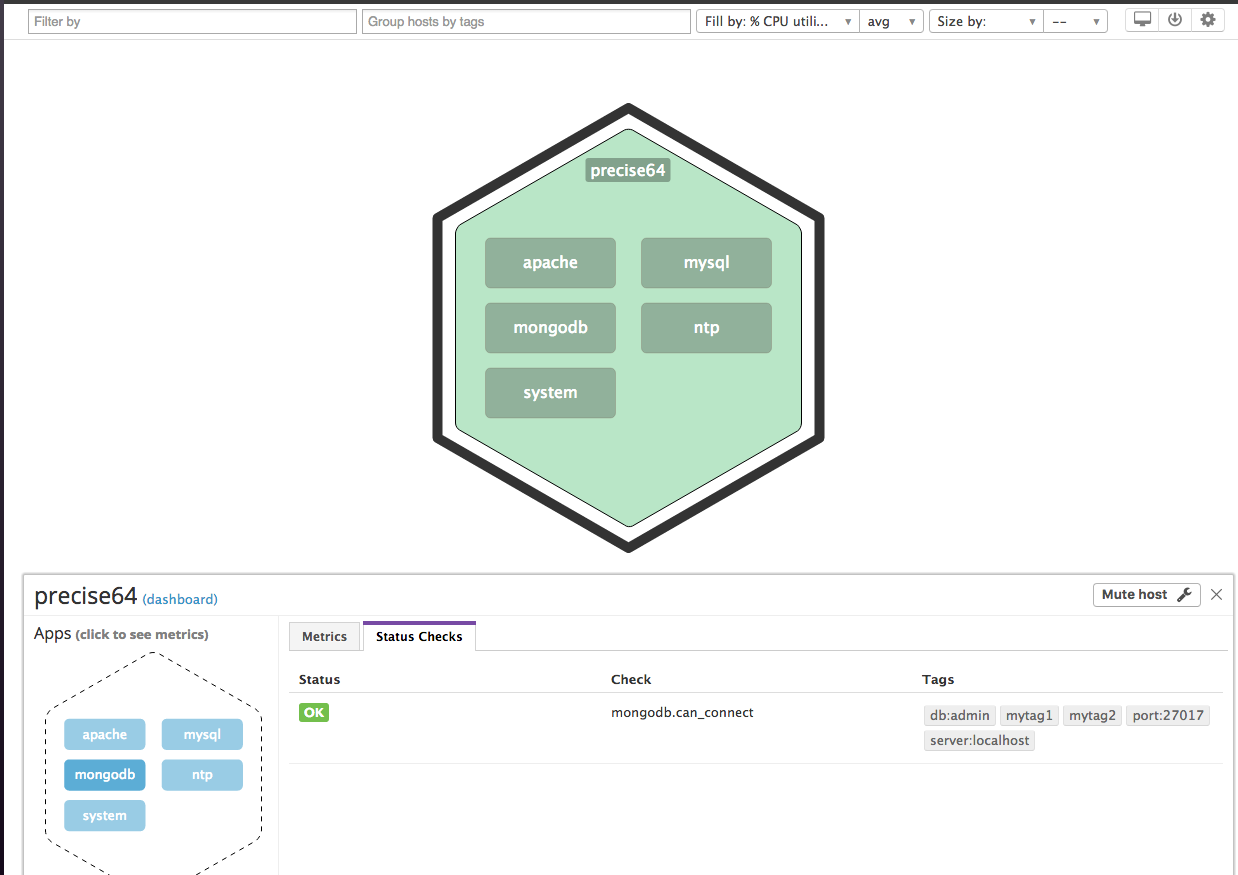 Filter by
Group hosts by tags
Fill by: % CPU utili... avg
Size by: --
precise64
apache mysql
mongodb ntp
system
precise64 (dashboard)
Mute host
Apps (click to see metrics)
apache mysql
mongodb ntp
system
Metrics Status Checks
Status Check Tags
OK mongodb.can_connect db:admin mytag1 mytag2 port:27017
server:localhost